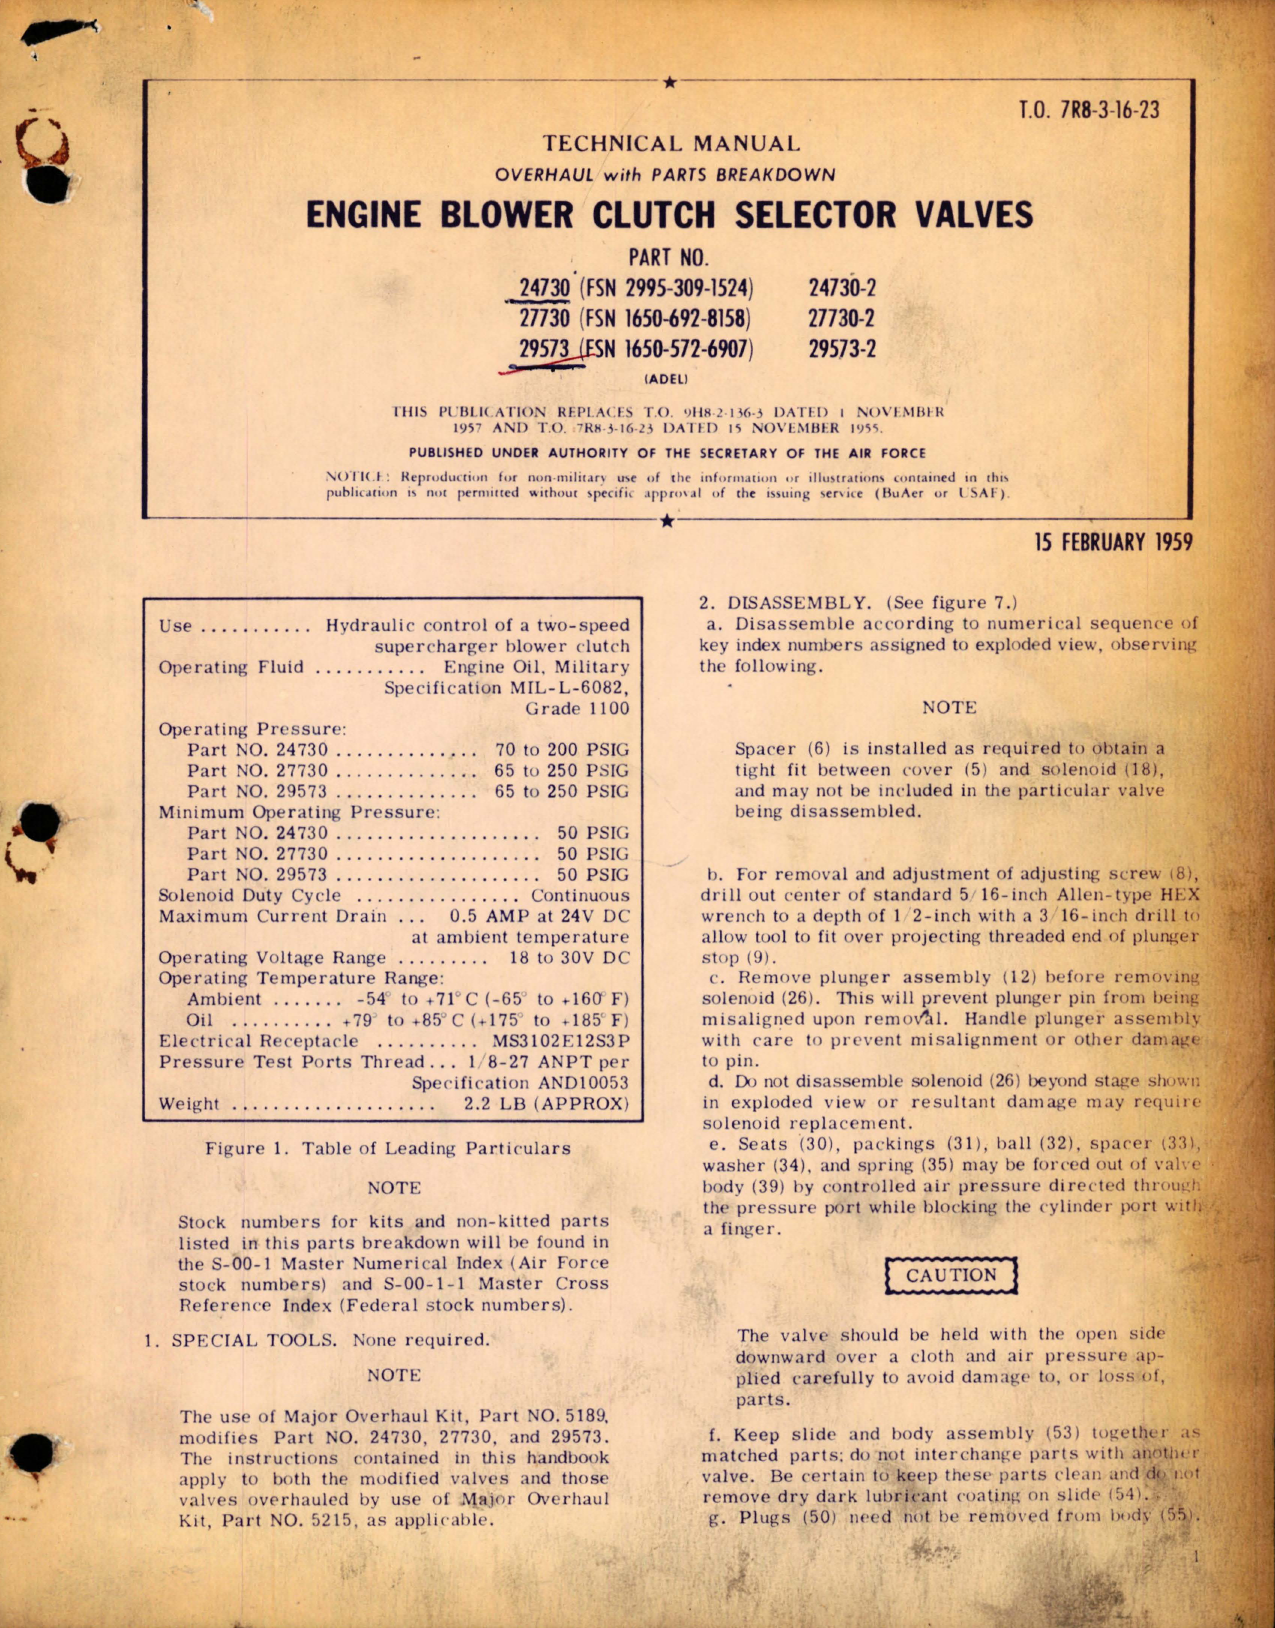 T.O. 7R8-3-16-23
TECHNICAL MANUAL
OVERHAUL with PARTS BREAKDOWN
ENGINE BLOWER CLUTCH SELECTOR VALVES
PART NO.
24730 (FSN 2995-309-1524) 24730-2
27730 (FSN 1650-692-8158) 27730-2
29573 (FSN 1650-572-6907) 29573-2
(ADEL)
THIS PUBLICATION REPLACES T.O. 9H8-2-136-3 DATED 1 NOVEMBER
1957 AND T.O. 7R8-3-16-23 DATED 15 NOVEMBER 1955.
PUBLISHED UNDER AUTHORITY OF THE SECRETARY OF THE AIR FORCE
NOTICE: Reproduction for non-military use of the information or illustrations contained in this
publication is not permitted without specific approval of the issuing service (BuAer or USAF).
15 FEBRUARY 1959
Use ........... Hydraulic control of a two-speed
supercharger blower clutch
Operating Fluid ........... Engine Oil, Military
Specification MIL-L-6082,
Grade 1100
Operating Pressure:
Part NO. 24730 .............. 70 to 200 PSIG
Part NO. 27730 .............. 65 to 250 PSIG
Part NO. 29573 .............. 65 to 250 PSIG
Minimum Operating Pressure:
Part NO. 24730 .................... 50 PSIG
Part NO. 27730 .................... 50 PSIG
Part NO. 29573 .................... 50 PSIG
Solenoid Duty Cycle ................ Continuous
Maximum Current Drain ... 0.5 AMP at 24V DC
at ambient temperature
Operating Voltage Range ......... 18 to 30V DC
Operating Temperature Range:
Ambient ....... -54° to +71°C (-65° to +160°F)
Oil .......... +79° to +85°C (+175° to +185°F)
Electrical Receptacle .......... MS3102E12S3P
Pressure Test Ports Thread ... 1/8-27 ANPT per
Specification AND10053
Weight .................... 2.2 LB (APPROX)
Figure 1. Table of Leading Particulars
NOTE
Stock numbers for kits and non-kitted parts
listed in this parts breakdown will be found in
the S-00-1 Master Numerical Index (Air Force
stock numbers) and S-00-1-1 Master Cross
Reference Index (Federal stock numbers).
1. SPECIAL TOOLS. None required.
NOTE
The use of Major Overhaul Kit, Part NO. 5189,
modifies Part NO. 24730, 27730, and 29573.
The instructions contained in this handbook
apply to both the modified valves and those
valves overhauled by use of Major Overhaul
Kit, Part NO. 5215, as applicable.
2. DISASSEMBLY. (See figure 7.)
a. Disassemble according to numerical sequence of
key index numbers assigned to exploded view, observing
the following.
NOTE
Spacer (6) is installed as required to obtain a
tight fit between cover (5) and solenoid (18),
and may not be included in the particular valve
being disassembled.
b. For removal and adjustment of adjusting screw (8),
drill out center of standard 5/16-inch Allen-type HEX
wrench to a depth of 1/2-inch with a 3/16-inch drill to
allow tool to fit over projecting threaded end of plunger
stop (9).
c. Remove plunger assembly (12) before removing
solenoid (26). This will prevent plunger pin from being
misaligned upon removal. Handle plunger assembly
with care to prevent misalignment or other damage
to pin.
d. Do not disassemble solenoid (26) beyond stage shown
in exploded view or resultant damage may require
solenoid replacement.
e. Seats (30), packings (31), ball (32), spacer (33),
washer (34), and spring (35) may be forced out of valve
body (39) by controlled air pressure directed through
the pressure port while blocking the cylinder port with
a finger.
CAUTION
The valve should be held with the open side
downward over a cloth and air pressure ap-
plied carefully to avoid damage to, or loss of,
parts.
f. Keep slide and body assembly (53) together as
matched parts; do not interchange parts with another
valve. Be certain to keep these parts clean and do not
remove dry dark lubricant coating on slide (54).
g. Plugs (50) need not be removed from body (55).
1